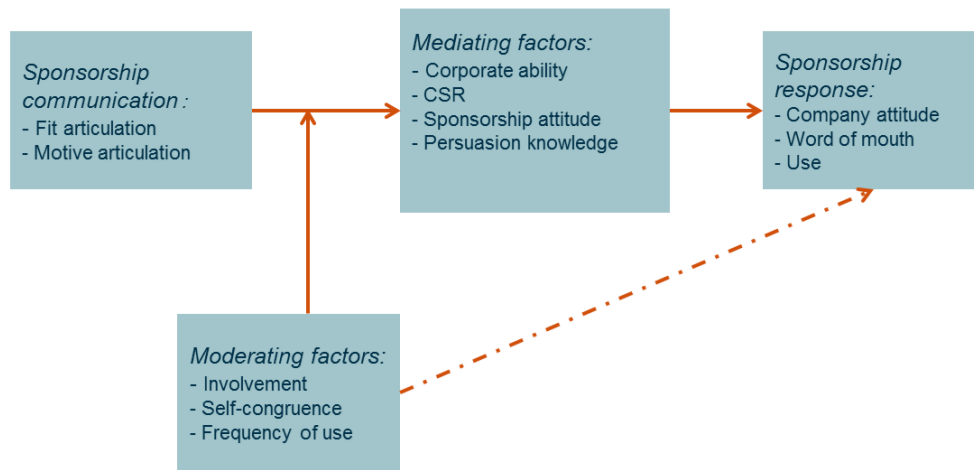 Sponsorship
communication :
- Fit articulation
- Motive articulation
Mediating factors:
- Corporate ability
- CSR
- Sponsorship attitude
- Persuasion knowledge
Sponsorship
response:
- Company attitude
- Word of mouth
- Use
Moderating factors:
- Involvement
- Self-congruence
- Frequency of use